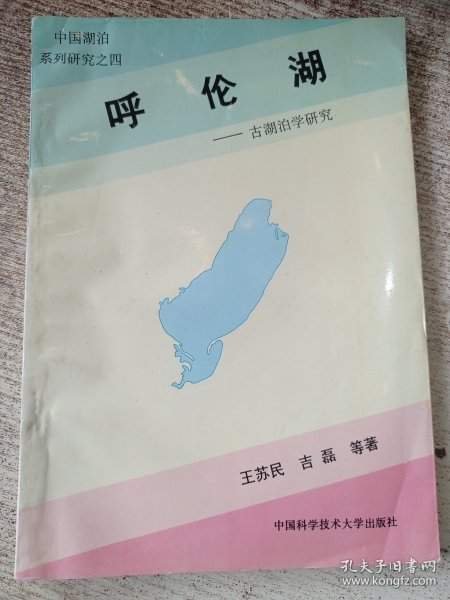 中国湖泊
系列研究之四
呼伦湖
——古湖泊学研究
王苏民 吉磊 等著
中国科学技术大学出版社
孔夫子旧书网
www.kongfz.com